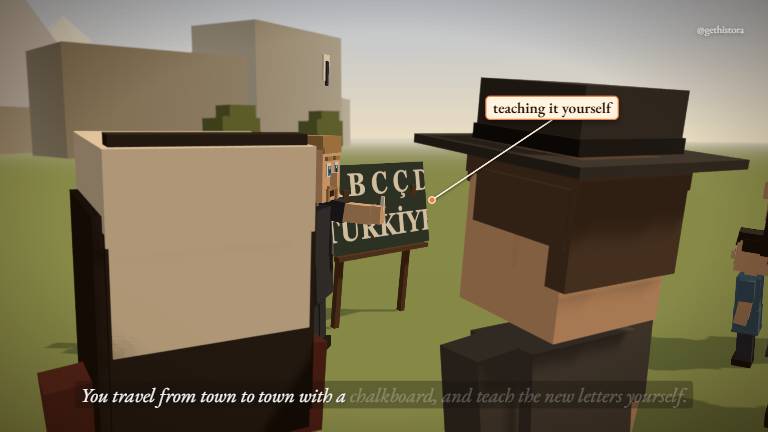 @gethistora
teaching it yourself
B C Ç D
TÜRKİYE
You travel from town to town with a chalkboard, and teach the new letters yourself.